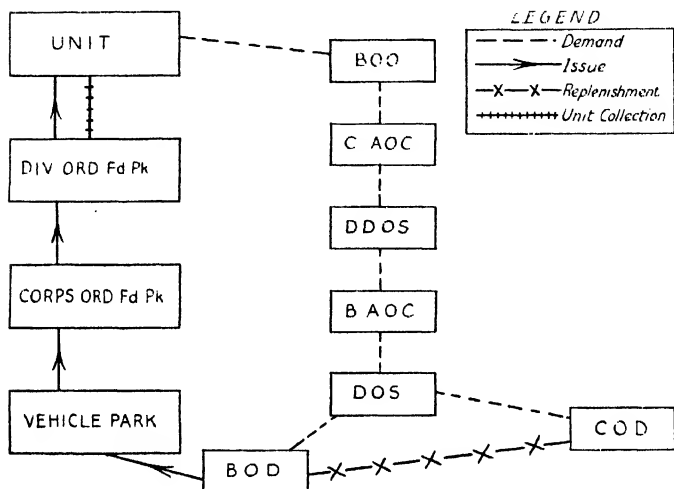 LEGEND
Demand
Issue
Replenishment
Unit Collection
UNIT
BOO
C AOC
DIV ORD Fd Pk
DDOS
CORPS ORD Fd Pk
B AOC
DOS
VEHICLE PARK
COD
BOD